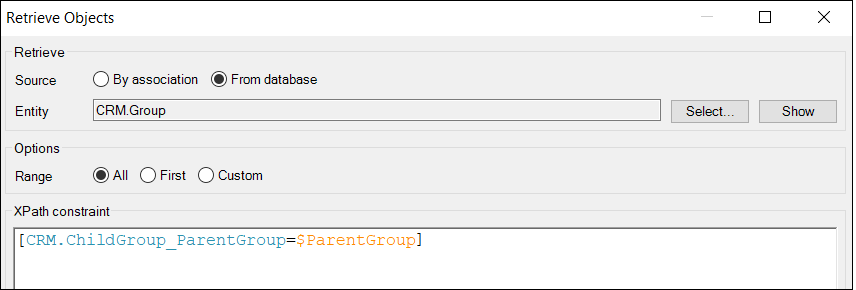 Retrieve Objects
Retrieve
Source By association From database
Entity CRM.Group Select... Show
Options
Range All First Custom
XPath constraint
[CRM.ChildGroup_ParentGroup=$ParentGroup]